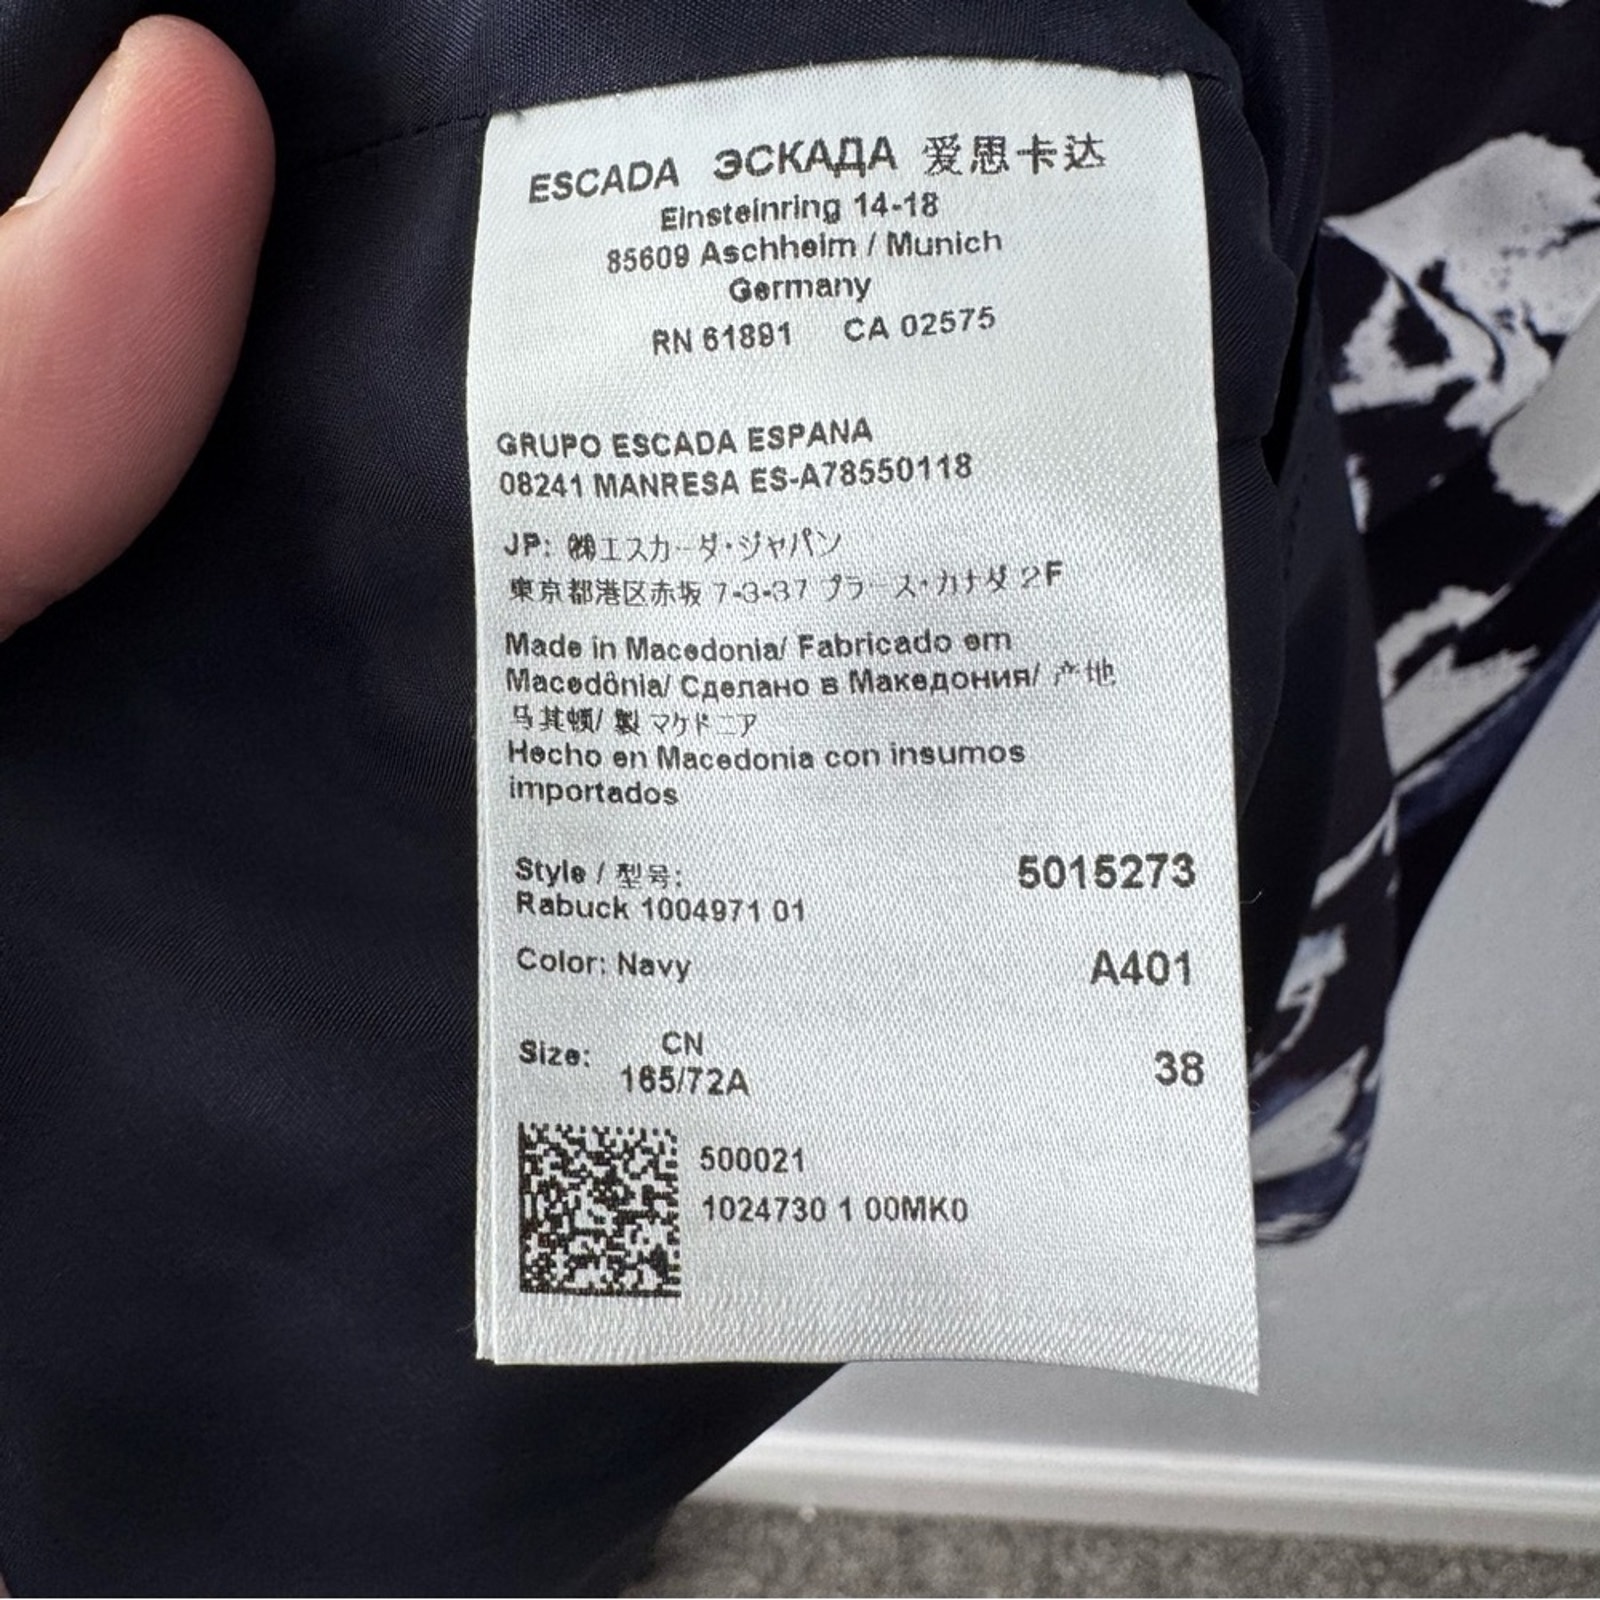 ESCADA ЭСКАДА 爱思卡达
Einsteinring 14-18
85609 Aschheim / Munich
Germany
RN 61891 CA 02575
GRUPO ESCADA ESPANA
08241 MANRESA ES-A78550118
JP: ㈱エスカーダ・ジャパン
東京都港区赤坂 7-3-37 プラース・カナダ 2F
Made in Macedonia/ Fabricado em
Macedônia/ Сделано в Македония/ 产地
马其顿/ 製 マケドニア
Hecho en Macedonia con insumos
importados
Style / 型号: 5015273
Rabuck 1004971 01
Color: Navy A401
Size: CN 38
165/72A
500021
1024730 1 00MK0